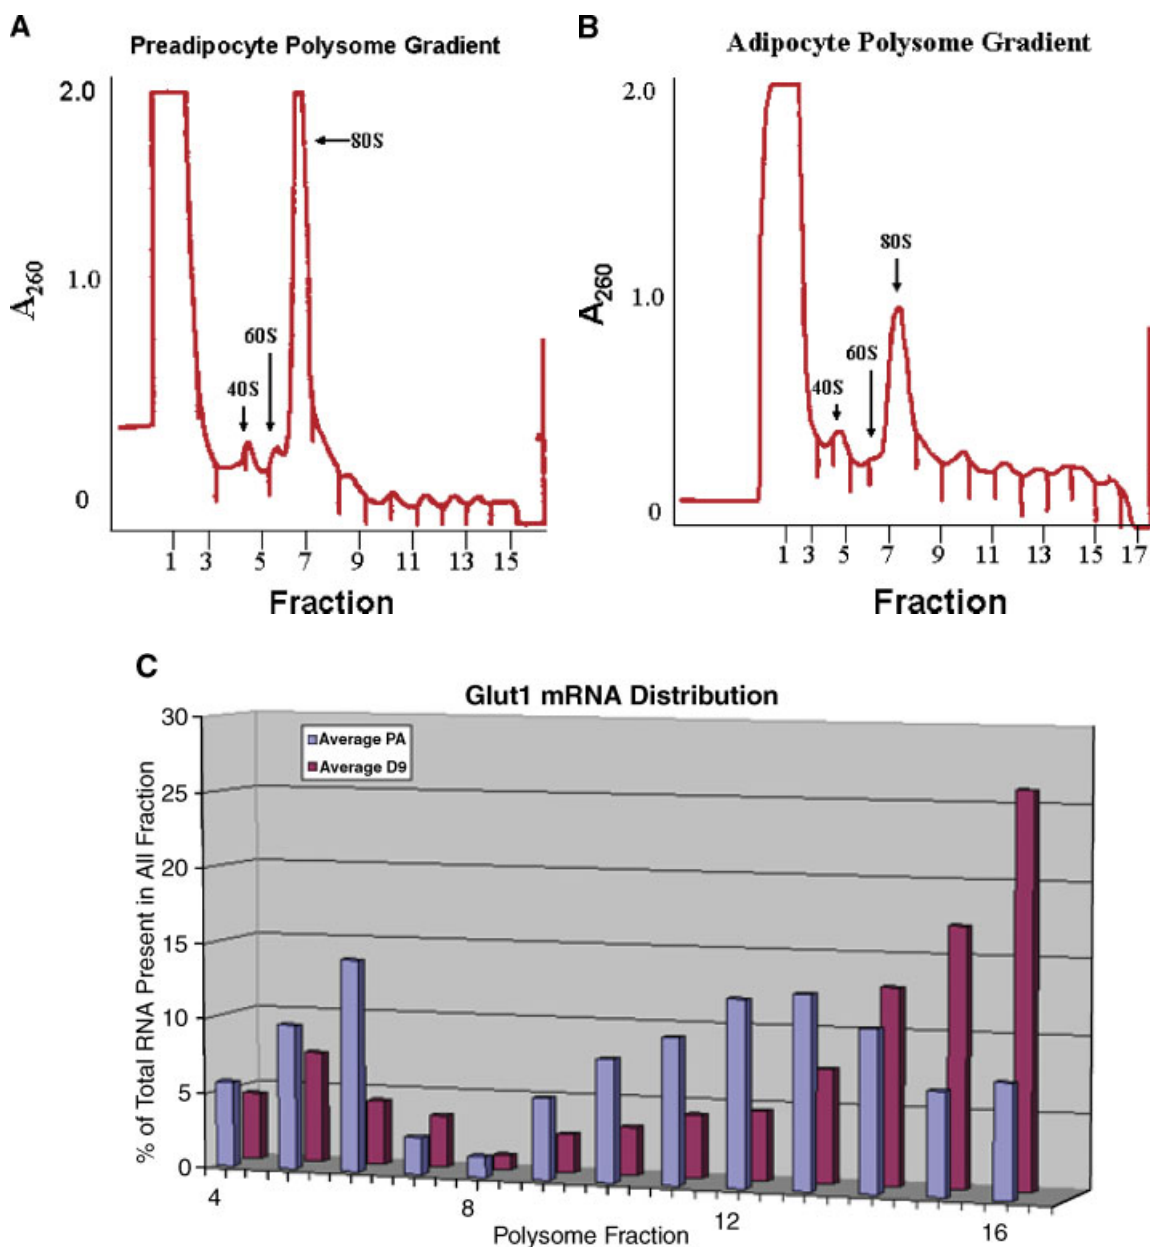 A
Preadipocyte Polysome Gradient
2.0
1.0
0
A260
80S
60S
40S
1 3 5 7 9 11 13 15
Fraction
B
Adipocyte Polysome Gradient
2.0
1.0
0
A260
80S
60S
40S
1 3 5 7 9 11 13 15 17
Fraction
C
Glut1 mRNA Distribution
30
25
20
15
10
5
0
% of Total RNA Present in All Fraction
Average PA
Average D9
4 8 12 16
Polysome Fraction